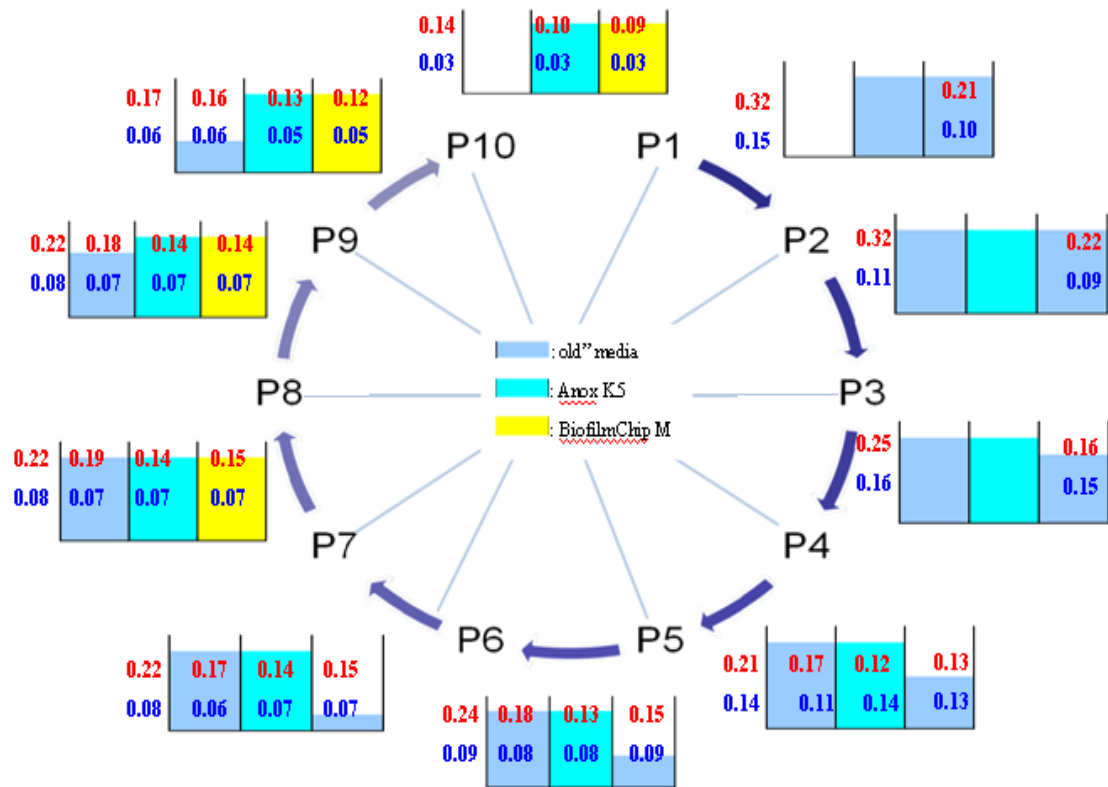 0.14 0.10 0.09
0.03 0.03 0.03
0.17 0.16 0.13 0.12
0.06 0.06 0.05 0.05
0.32 0.21
0.15 0.10
P10 P1
P9 P2
0.22 0.18 0.14 0.14
0.08 0.07 0.07 0.07
0.32 0.22
0.11 0.09
: old” media
: Anox K5
: BiofilmChip M
P8 P3
0.22 0.19 0.14 0.15
0.08 0.07 0.07 0.07
0.25 0.16
0.16 0.15
P7 P4
P6 P5
0.22 0.17 0.14 0.15
0.08 0.06 0.07 0.07
0.21 0.17 0.12 0.13
0.14 0.11 0.14 0.13
0.24 0.18 0.13 0.15
0.09 0.08 0.08 0.09